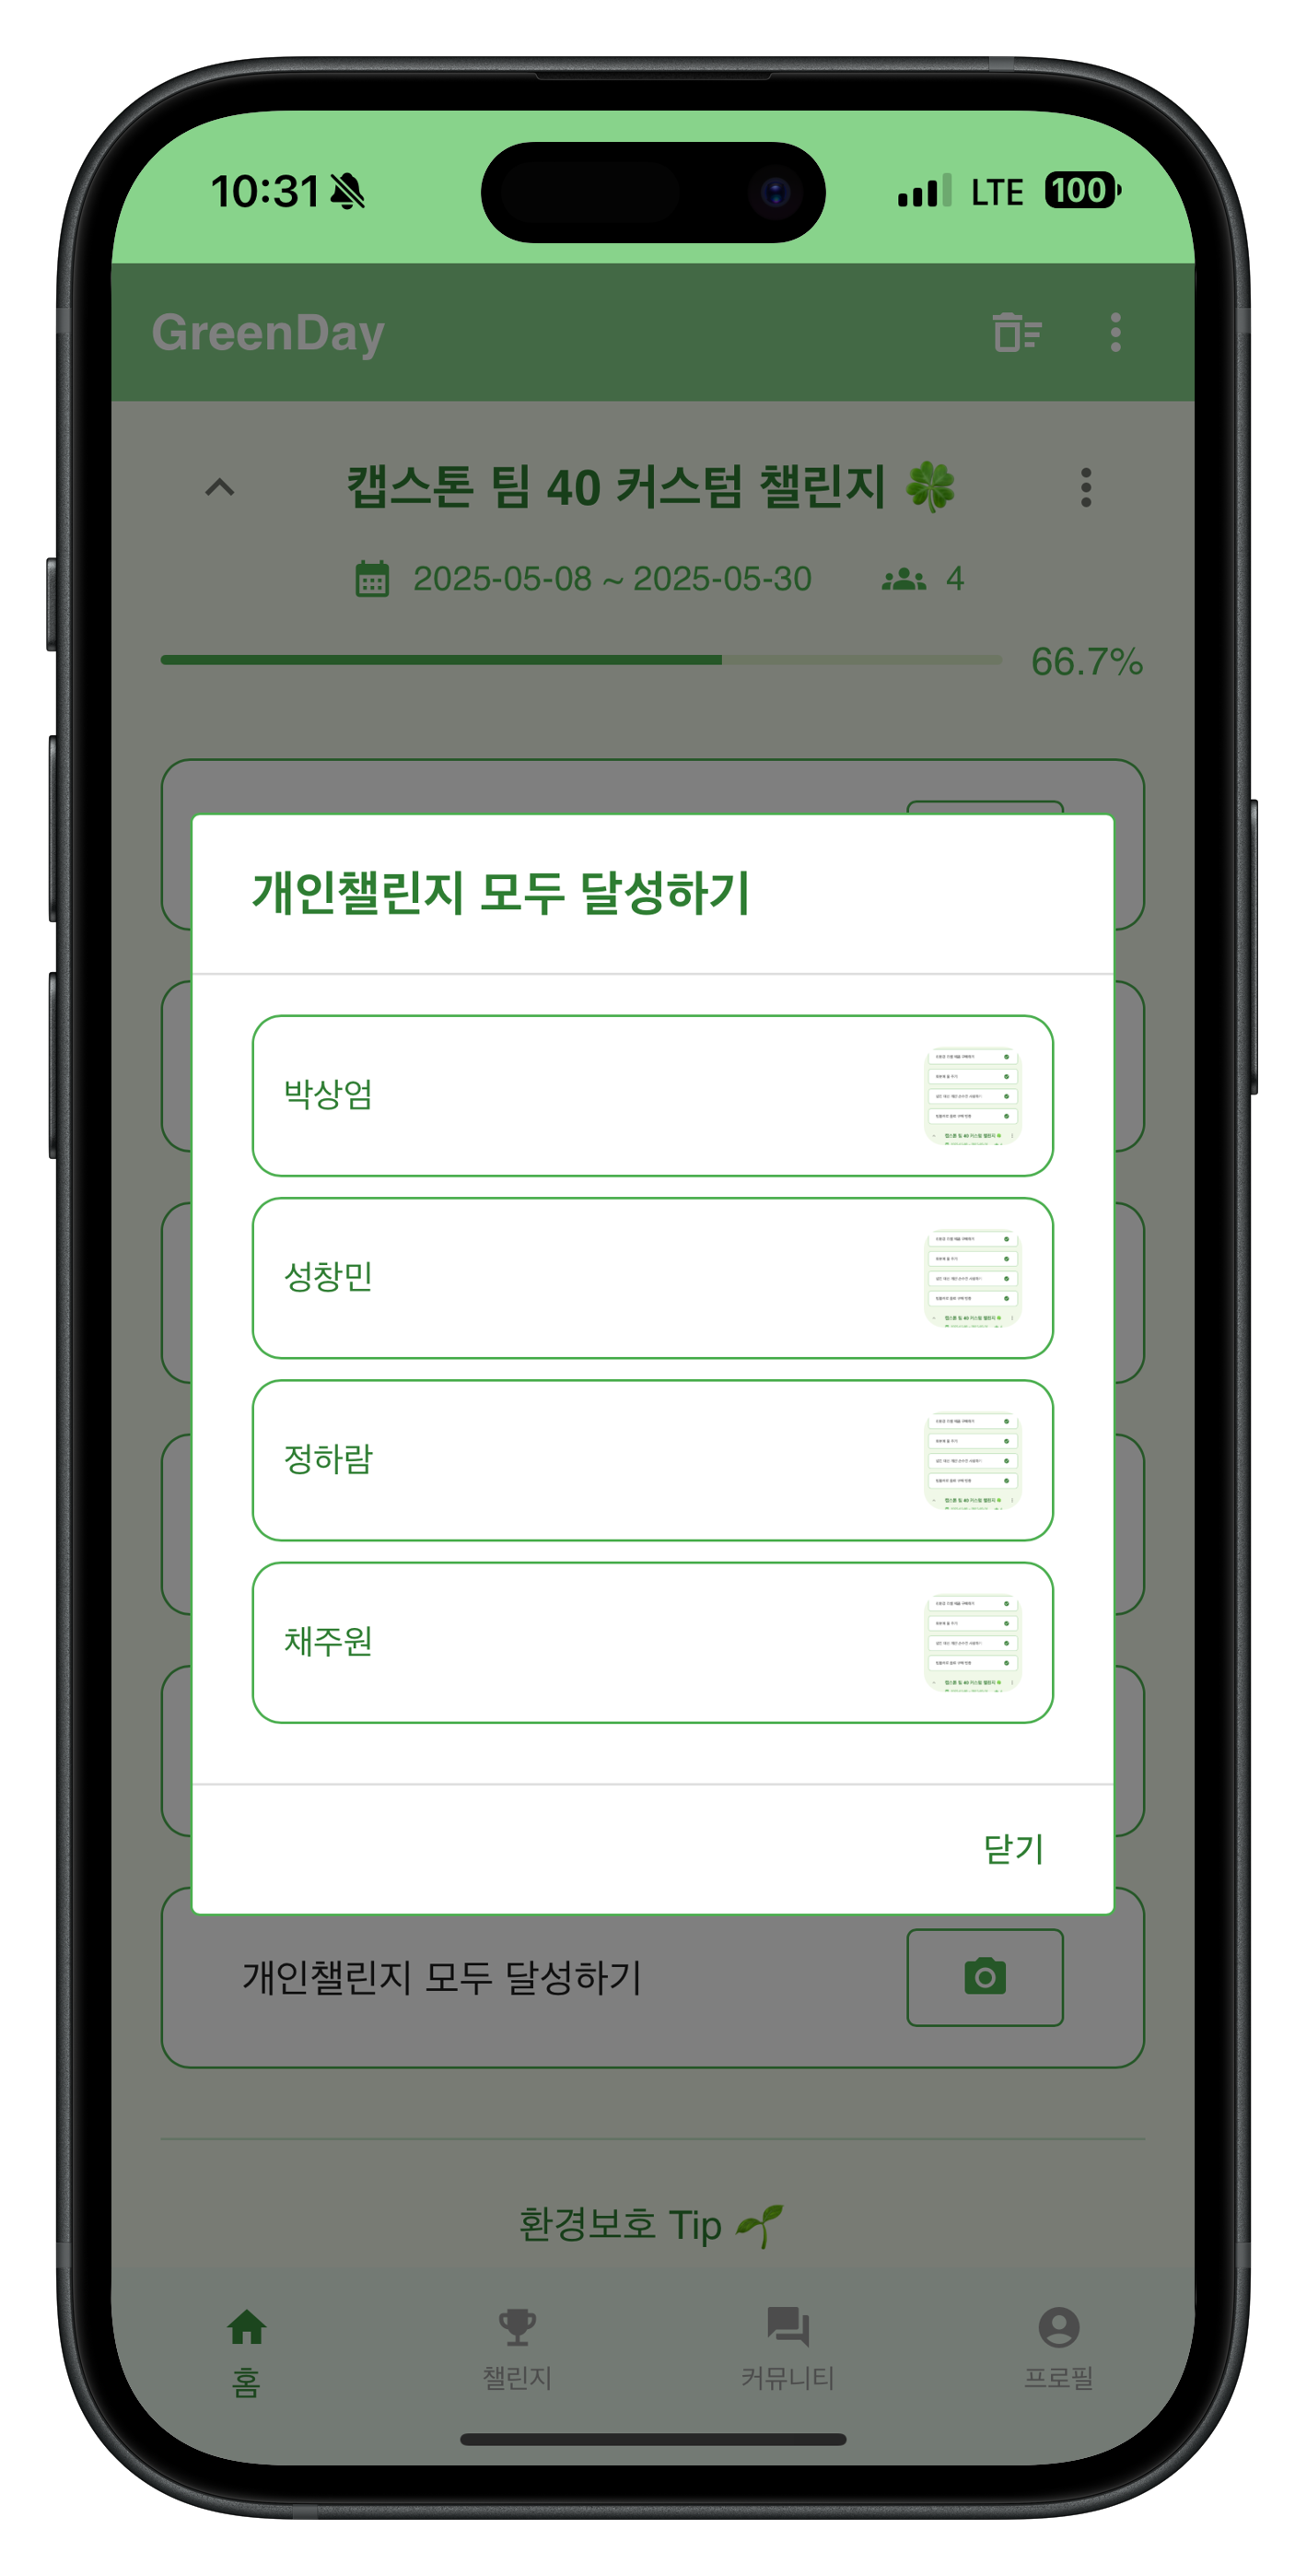 10:31
LTE
100
GreenDay
캡스톤 팀 40 커스텀 챌린지 🍀
2025-05-08 ~ 2025-05-30
4
66.7%
개인챌린지 모두 달성하기
박상엄
성창민
정하람
채주원
닫기
개인챌린지 모두 달성하기
환경보호 Tip 🌱
홈
챌린지
커뮤니티
프로필